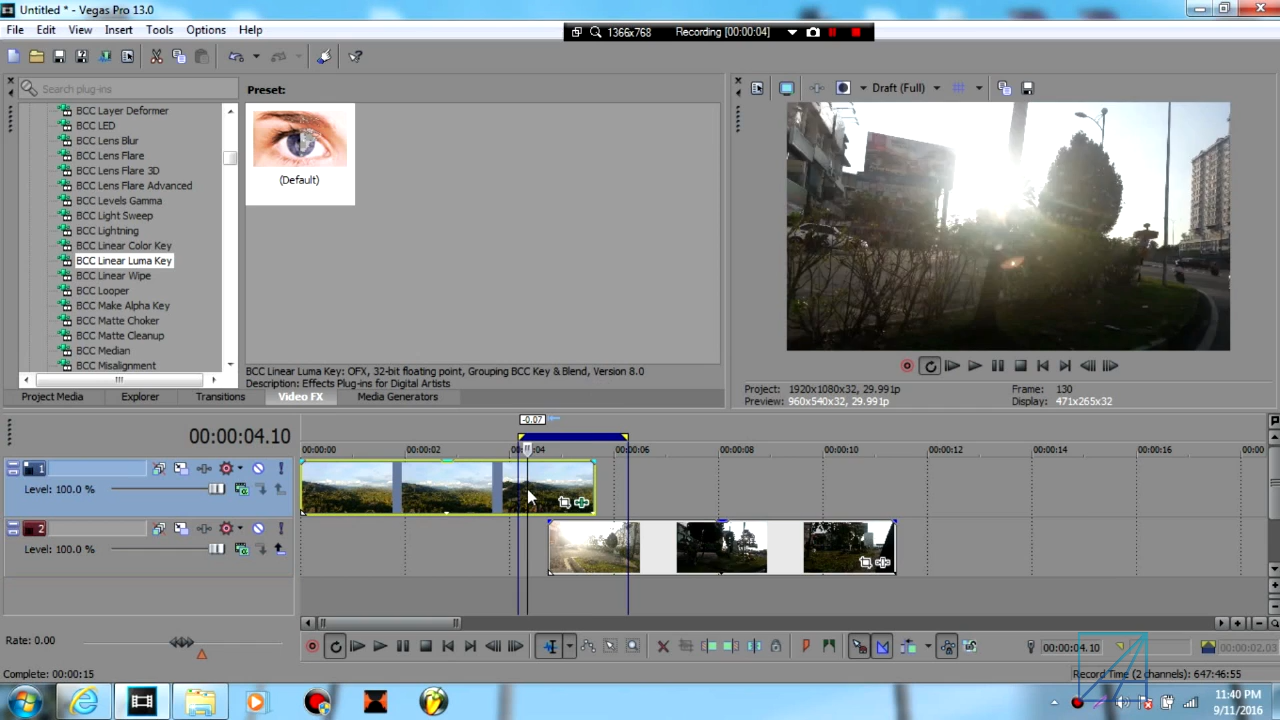 Untitled * - Vegas Pro 13.0
File Edit View Insert Tools Options Help
1366x768 Recording [00:00:04]
Search plug-ins
Preset:
Draft (Full)
BCC Layer Deformer
BCC LED
BCC Lens Blur
BCC Lens Flare
BCC Lens Flare 3D
BCC Lens Flare Advanced
BCC Levels Gamma
BCC Light Sweep
BCC Lightning
BCC Linear Color Key
BCC Linear Luma Key
BCC Linear Wipe
BCC Looper
BCC Make Alpha Key
BCC Matte Choker
BCC Matte Cleanup
BCC Median
BCC Misalignment
(Default)
BCC Linear Luma Key: OFX, 32-bit floating point, Grouping BCC Key & Blend, Version 8.0
Description: Effects Plug-ins for Digital Artists
Project Media Explorer Transitions Video FX Media Generators
Project: 1920x1080x32, 29.991p Frame: 130
Preview: 960x540x32, 29.991p Display: 471x265x32
-0.07
00:00:04.10
00:00:00 00:00:02 00:00:04 00:00:06 00:00:08 00:00:10 00:00:12 00:00:14 00:00:16 00:00
1
Level: 100.0 %
2
Level: 100.0 %
Rate: 0.00
00:00:04.10 00:00:02.03
Complete: 00:00:15
Record Time (2 channels): 647:46:55
11:40 PM
9/11/2016